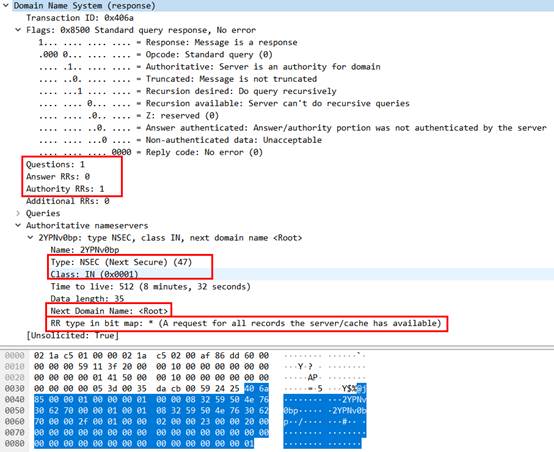 Domain Name System (response)
Transaction ID: 0x406a
Flags: 0x8500 Standard query response, No error
1... .... .... .... = Response: Message is a response
.000 0... .... .... = Opcode: Standard query (0)
.... .1.. .... .... = Authoritative: Server is an authority for domain
.... ..0. .... .... = Truncated: Message is not truncated
.... ...1 .... .... = Recursion desired: Do query recursively
.... .... 0... .... = Recursion available: Server can't do recursive queries
.... .... .0.. .... = Z: reserved (0)
.... .... ..0. .... = Answer authenticated: Answer/authority portion was not authenticated by the server
.... .... ...0 .... = Non-authenticated data: Unacceptable
.... .... .... 0000 = Reply code: No error (0)
Questions: 1
Answer RRs: 0
Authority RRs: 1
Additional RRs: 0
Queries
Authoritative nameservers
2YPNv0bp: type NSEC, class IN, next domain name <Root>
Name: 2YPNv0bp
Type: NSEC (Next Secure) (47)
Class: IN (0x0001)
Time to live: 512 (8 minutes, 32 seconds)
Data length: 35
Next Domain Name: <Root>
RR type in bit map: * (A request for all records the server/cache has available)
[Unsolicited: True]
0000 02 1a c5 01 00 00 02 1a c5 02 00 af 86 dd 60 00 ········ ······`·
0010 00 00 00 59 11 3f 20 00 00 10 00 00 00 00 00 00 ···Y·? · ········
0020 00 00 00 00 01 41 50 00 00 10 00 00 00 00 00 00 ·····AP· ········
0030 00 00 00 00 05 3d 00 35 da cb 00 59 24 25 40 6a ·····=·5 ···Y$%@j
0040 85 00 00 01 00 00 00 01 00 00 08 32 59 50 4e 76 ········ ···2YPNv
0050 30 62 70 00 00 01 00 01 08 32 59 50 4e 76 30 62 0bp····· ·2YPNv0b
0060 70 00 00 2f 00 01 00 00 02 00 00 23 00 00 20 00 p··/···· ···#·· ·
0070 00 00 00 00 00 00 00 00 00 00 00 00 00 00 00 00 ········ ········
0080 00 00 00 00 00 00 00 00 00 00 00 00 00 00 01 ········ ·······